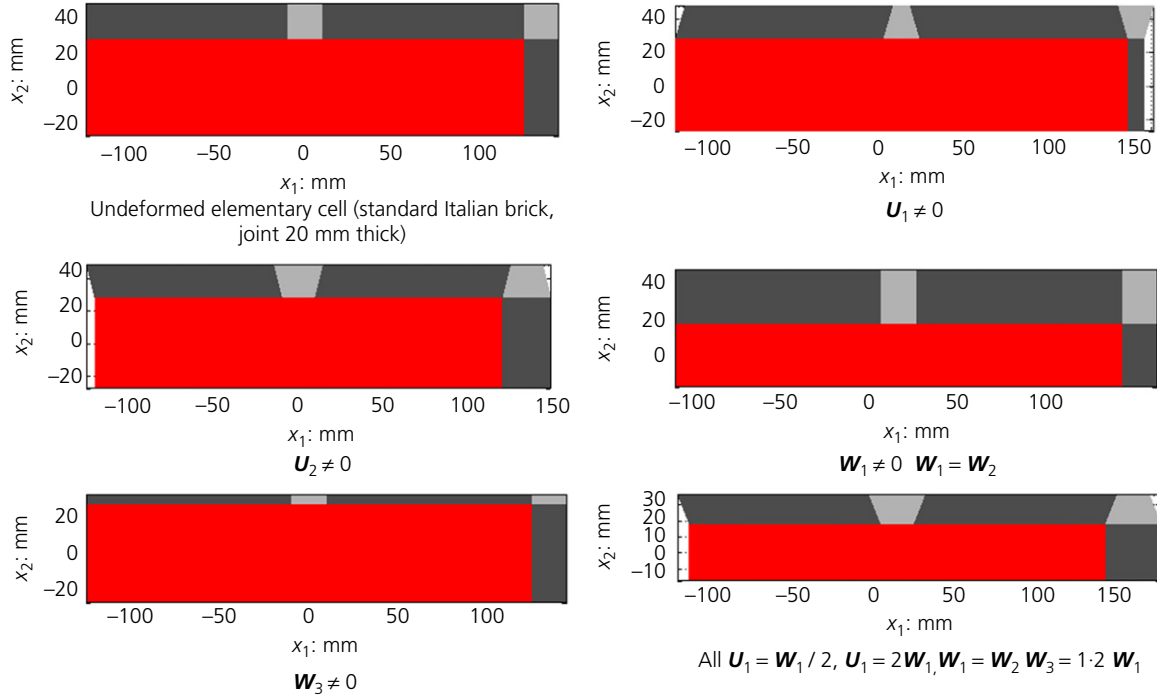 40
20
0
−20
x2: mm
−100 −50 0 50 100
x1: mm
Undeformed elementary cell (standard Italian brick,
joint 20 mm thick)
40
20
0
−20
x2: mm
−100 −50 0 50 100 150
x1: mm
U1 ≠ 0
40
20
0
−20
x2: mm
−100 −50 0 50 100 150
x1: mm
U2 ≠ 0
40
20
0
x2: mm
−100 −50 0 50 100
x1: mm
W1 ≠ 0 W1 = W2
20
0
−20
x2: mm
−100 −50 0 50 100
x1: mm
W3 ≠ 0
30
20
10
0
−10
x2: mm
−100 −50 0 50 100 150
x1: mm
All U1 = W1 / 2, U1 = 2W1, W1 = W2 W3 = 1·2 W1